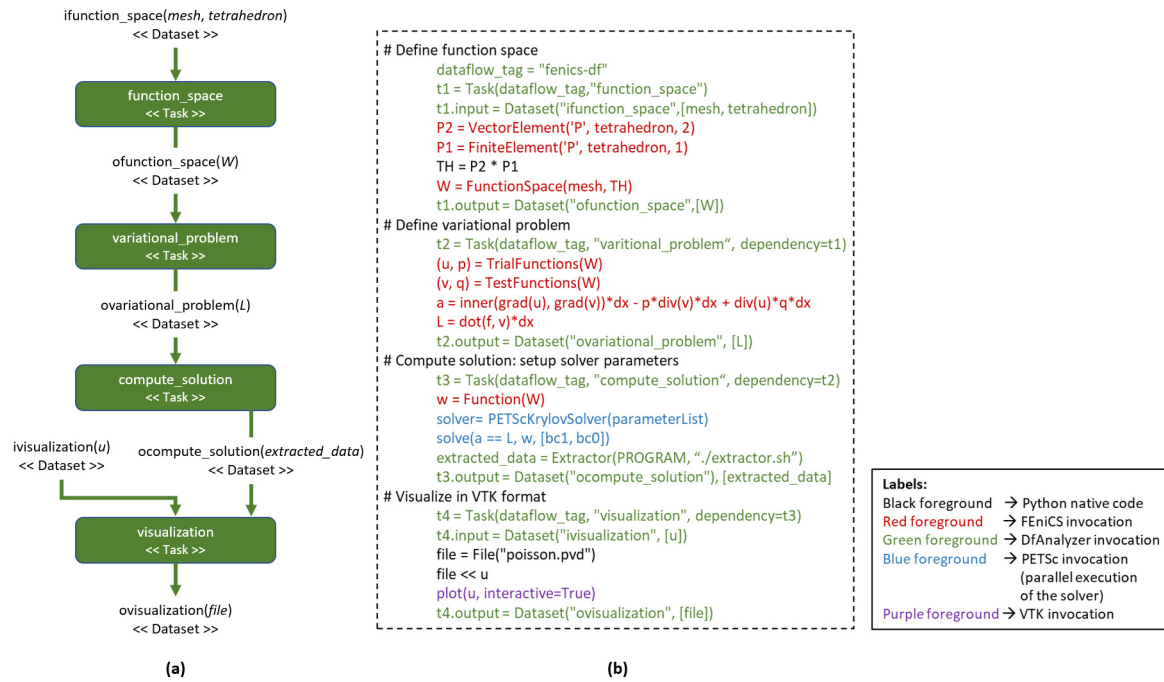 ifunction_space(mesh, tetrahedron)
<< Dataset >>
function_space
<< Task >>
ofunction_space(W)
<< Dataset >>
variational_problem
<< Task >>
ovariational_problem(L)
<< Dataset >>
compute_solution
<< Task >>
ivisualization(u)
<< Dataset >>
ocompute_solution(extracted_data)
<< Dataset >>
visualization
<< Task >>
ovisualization(file)
<< Dataset >>
(a)
# Define function space
dataflow_tag = "fenics-df"
t1 = Task(dataflow_tag,"function_space")
t1.input = Dataset("ifunction_space",[mesh, tetrahedron])
P2 = VectorElement('P', tetrahedron, 2)
P1 = FiniteElement('P', tetrahedron, 1)
TH = P2 * P1
W = FunctionSpace(mesh, TH)
t1.output = Dataset("ofunction_space",[W])
# Define variational problem
t2 = Task(dataflow_tag, "varitional_problem“, dependency=t1)
(u, p) = TrialFunctions(W)
(v, q) = TestFunctions(W)
a = inner(grad(u), grad(v))*dx - p*div(v)*dx + div(u)*q*dx
L = dot(f, v)*dx
t2.output = Dataset("ovariational_problem", [L])
# Compute solution: setup solver parameters
t3 = Task(dataflow_tag, "compute_solution“, dependency=t2)
w = Function(W)
solver= PETScKrylovSolver(parameterList)
solve(a == L, w, [bc1, bc0])
extracted_data = Extractor(PROGRAM, “./extractor.sh”)
t3.output = Dataset("ocompute_solution"), [extracted_data]
# Visualize in VTK format
t4 = Task(dataflow_tag, "visualization", dependency=t3)
t4.input = Dataset("ivisualization", [u])
file = File("poisson.pvd")
file << u
plot(u, interactive=True)
t4.output = Dataset("ovisualization", [file])
(b)
Labels:
Black foreground → Python native code
Red foreground → FEniCS invocation
Green foreground → DfAnalyzer invocation
Blue foreground → PETSc invocation
(parallel execution
of the solver)
Purple foreground → VTK invocation